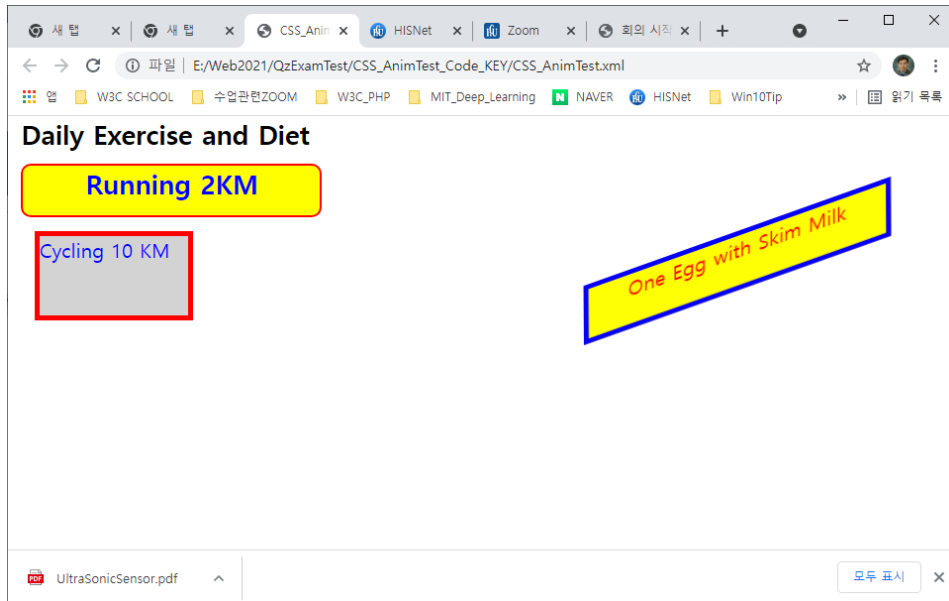 새 탭 새 탭 CSS_Anin HISNet Zoom 회의 시작
파일 E:/Web2021/QzExamTest/CSS_AnimTest_Code_KEY/CSS_AnimTest.xml
앱 W3C SCHOOL 수업관련ZOOM W3C_PHP MIT_Deep_Learning NAVER HISNet Win10Tip » 읽기 목록
Daily Exercise and Diet
Running 2KM
One Egg with Skim Milk
Cycling 10 KM
PDF UltraSonicSensor.pdf 모두 표시